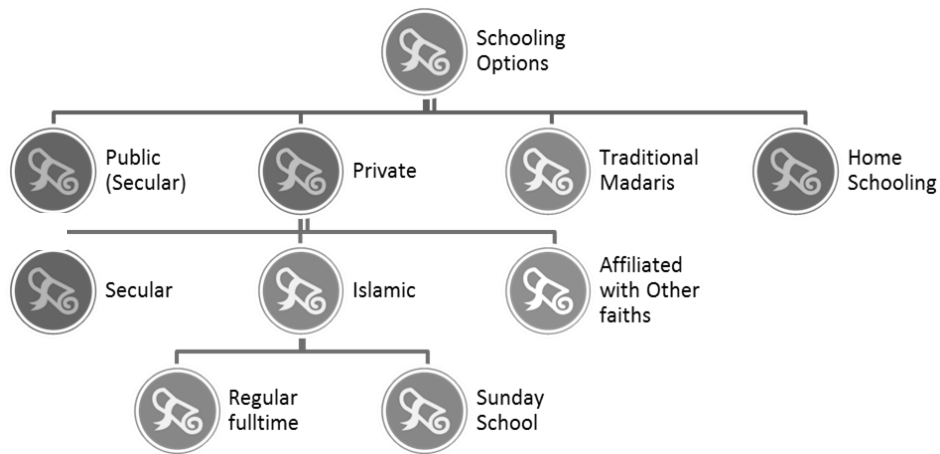 Schooling
Options
Public
(Secular)
Private
Traditional
Madaris
Home
Schooling
Secular
Islamic
Affiliated
with Other
faiths
Regular
fulltime
Sunday
School